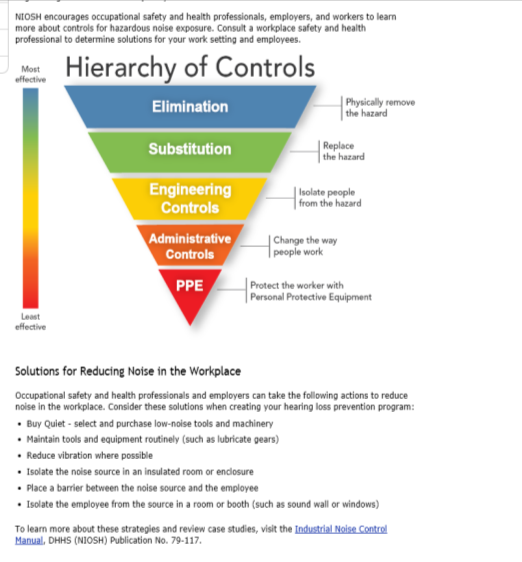 NIOSH encourages occupational safety and health professionals, employers, and workers to learn
more about controls for hazardous noise exposure. Consult a workplace safety and health
professional to determine solutions for your work setting and employees.
Hierarchy of Controls
Most
effective
Elimination
Physically remove
the hazard
Substitution
Replace
the hazard
Engineering
Controls
Isolate people
from the hazard
Administrative
Controls
Change the way
people work
PPE
Protect the worker with
Personal Protective Equipment
Least
effective
Solutions for Reducing Noise in the Workplace
Occupational safety and health professionals and employers can take the following actions to reduce
noise in the workplace. Consider these solutions when creating your hearing loss prevention program:
• Buy Quiet - select and purchase low-noise tools and machinery
• Maintain tools and equipment routinely (such as lubricate gears)
• Reduce vibration where possible
• Isolate the noise source in an insulated room or enclosure
• Place a barrier between the noise source and the employee
• Isolate the employee from the source in a room or booth (such as sound wall or windows)
To learn more about these strategies and review case studies, visit the Industrial Noise Control
Manual, DHHS (NIOSH) Publication No. 79-117.